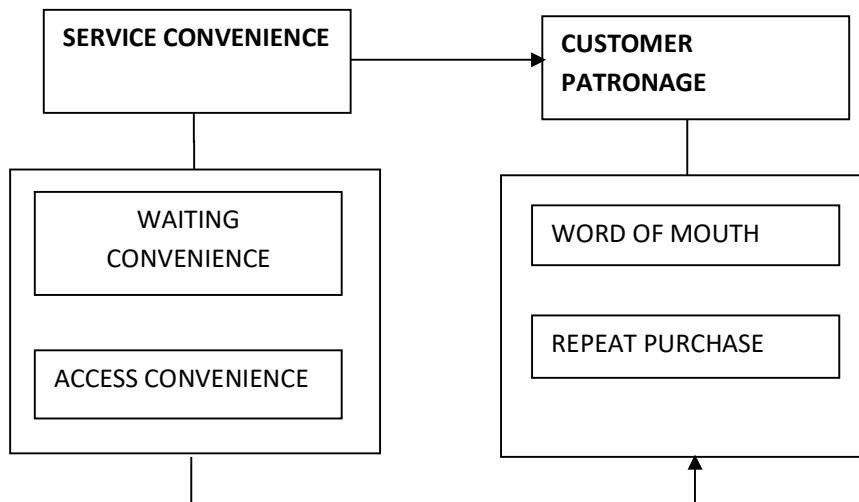 SERVICE CONVENIENCE
CUSTOMER
PATRONAGE
WAITING
CONVENIENCE
ACCESS CONVENIENCE
WORD OF MOUTH
REPEAT PURCHASE